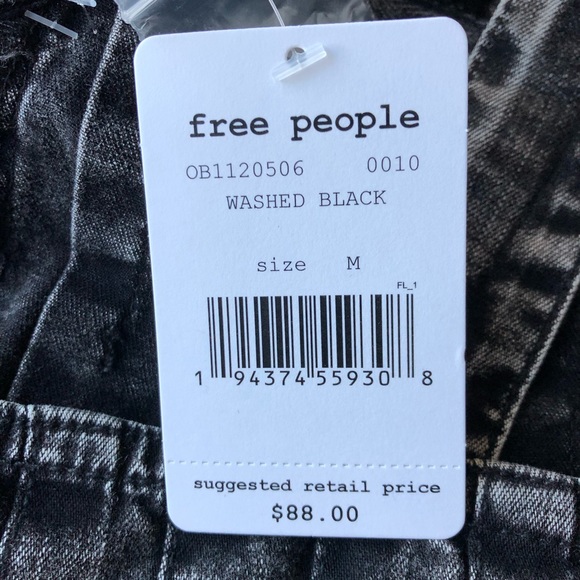 free people
OB1120506 0010
WASHED BLACK
size M
FL_1
1 94374 55930 8
suggested retail price
$88.00